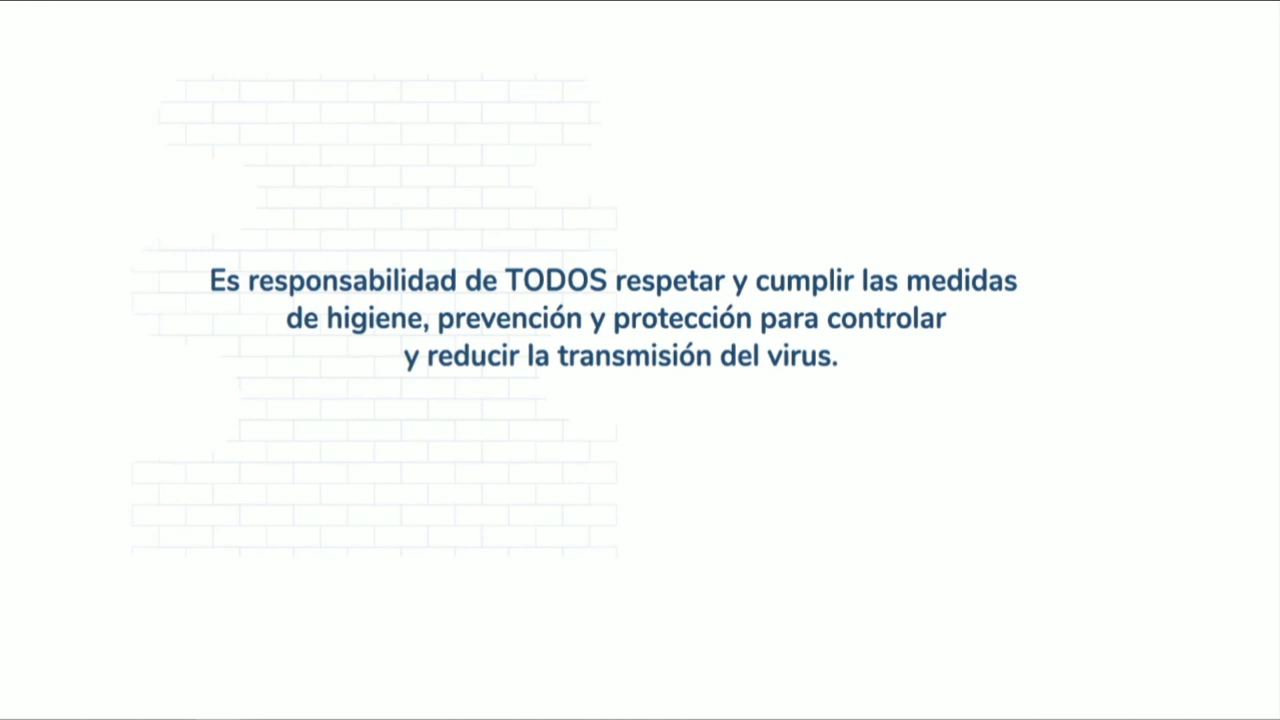 Es responsabilidad de TODOS respetar y cumplir las medidas
de higiene, prevención y protección para controlar
y reducir la transmisión del virus.